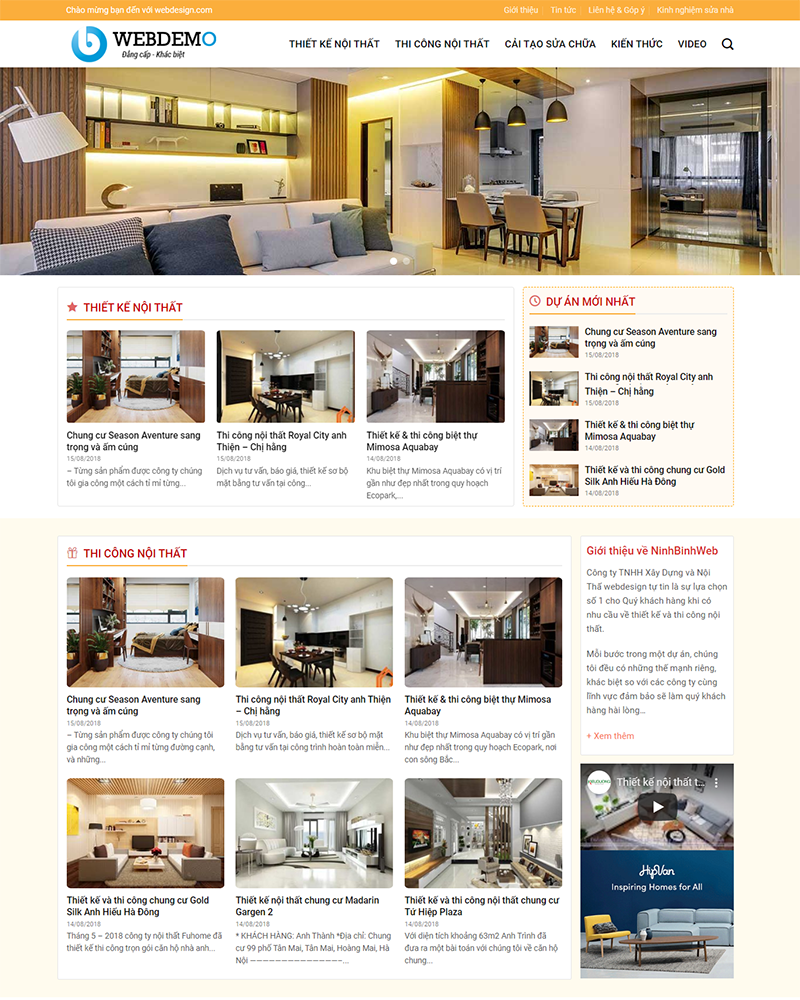 Chào mừng bạn đến với webdesign.com
Giới thiệu
Tin tức
Liên hệ & Góp ý
Kinh nghiệm sửa nhà
WEBDEMO
Đẳng cấp - Khác biệt
THIẾT KẾ NỘI THẤT
THI CÔNG NỘI THẤT
CẢI TẠO SỬA CHỮA
KIẾN THỨC
VIDEO
THIẾT KẾ NỘI THẤT
Chung cư Season Aventure sang
trọng và ấm cúng
15/08/2018
– Từng sản phẩm được công ty chúng
tôi gia công một cách tỉ mỉ từng...
Thi công nội thất Royal City anh
Thiện – Chị hằng
15/08/2018
Dịch vụ tư vấn, báo giá, thiết kế sơ bộ
mặt bằng tư vấn tại công...
Thiết kế & thi công biệt thự
Mimosa Aquabay
14/08/2018
Khu biệt thự Mimosa Aquabay có vị trí
gần như đẹp nhất trong quy hoạch
Ecopark,...
DỰ ÁN MỚI NHẤT
Chung cư Season Aventure sang
trọng và ấm cúng
15/08/2018
Thi công nội thất Royal City anh
Thiện – Chị hằng
15/08/2018
Thiết kế & thi công biệt thự
Mimosa Aquabay
14/08/2018
Thiết kế và thi công chung cư Gold
Silk Anh Hiếu Hà Đông
14/08/2018
THI CÔNG NỘI THẤT
Chung cư Season Aventure sang
trọng và ấm cúng
15/08/2018
– Từng sản phẩm được công ty chúng tôi
gia công một cách tỉ mỉ từng đường cạnh,
và những...
Thi công nội thất Royal City anh Thiện
– Chị hằng
15/08/2018
Dịch vụ tư vấn, báo giá, thiết kế sơ bộ mặt
bằng tư vấn tại công trình hoàn toàn miễn...
Thiết kế & thi công biệt thự Mimosa
Aquabay
14/08/2018
Khu biệt thự Mimosa Aquabay có vị trí gần
như đẹp nhất trong quy hoạch Ecopark, nơi
con sông Bắc...
Thiết kế và thi công chung cư Gold
Silk Anh Hiếu Hà Đông
14/08/2018
Tháng 5 – 2018 công ty nội thất Fuhome đã
thiết kế thi công trọn gói căn hộ nhà anh...
Thiết kế nội thất chung cư Madarin
Gargen 2
14/08/2018
* KHÁCH HÀNG: Anh Thành *Địa chỉ: Chung
cư 99 phố Tân Mai, Tân Mai, Hoàng Mai, Hà
Nội ———————————————–...
Thiết kế và thi công nội thất chung cư
Tứ Hiệp Plaza
14/08/2018
Với diện tích khoảng 63m2 Anh Trình đã
đưa ra một bài toán với chúng tôi về căn hộ
chung...
Giới thiệu về NinhBinhWeb
Công ty TNHH Xây Dựng và Nội
Thấ webdesign tự tin là sự lựa chọn
số 1 cho Quý khách hàng khi có
nhu cầu về thiết kế và thi công nội
thất.
Mỗi bước trong một dự án, chúng
tôi đều có những thế mạnh riêng,
khác biệt so với các công ty cùng
lĩnh vực đảm bảo sẽ làm quý khách
hàng hài lòng...
+ Xem thêm
Thiết kế nội thất t...
HipVan
Inspiring Homes for All